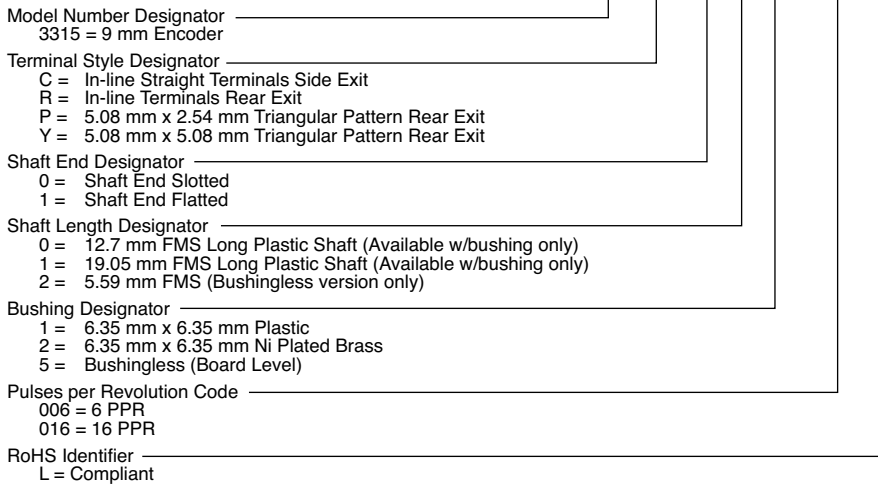 Model Number Designator
3315 = 9 mm Encoder
Terminal Style Designator
C = In-line Straight Terminals Side Exit
R = In-line Terminals Rear Exit
P = 5.08 mm x 2.54 mm Triangular Pattern Rear Exit
Y = 5.08 mm x 5.08 mm Triangular Pattern Rear Exit
Shaft End Designator
0 = Shaft End Slotted
1 = Shaft End Flatted
Shaft Length Designator
0 = 12.7 mm FMS Long Plastic Shaft (Available w/bushing only)
1 = 19.05 mm FMS Long Plastic Shaft (Available w/bushing only)
2 = 5.59 mm FMS (Bushingless version only)
Bushing Designator
1 = 6.35 mm x 6.35 mm Plastic
2 = 6.35 mm x 6.35 mm Ni Plated Brass
5 = Bushingless (Board Level)
Pulses per Revolution Code
006 = 6 PPR
016 = 16 PPR
RoHS Identifier
L = Compliant